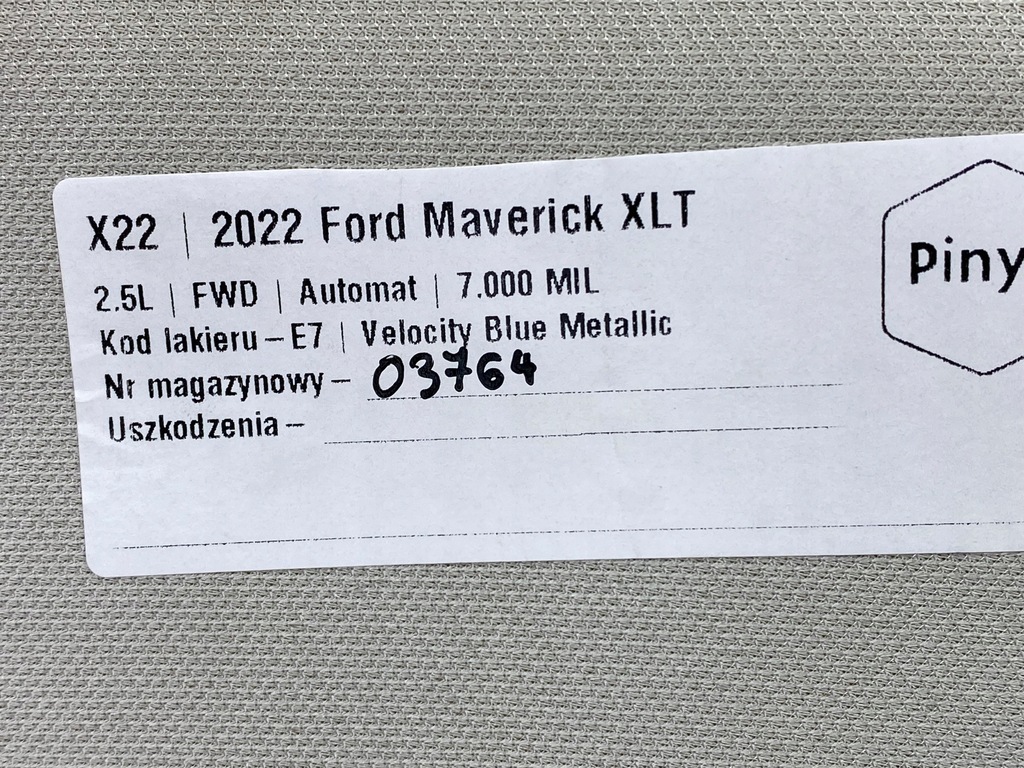 X22 | 2022 Ford Maverick XLT
2.5L | FWD | Automat | 7.000 MIL
Kod lakieru – E7 | Velocity Blue Metallic
Nr magazynowy – 03764
Uszkodzenia –
Piny